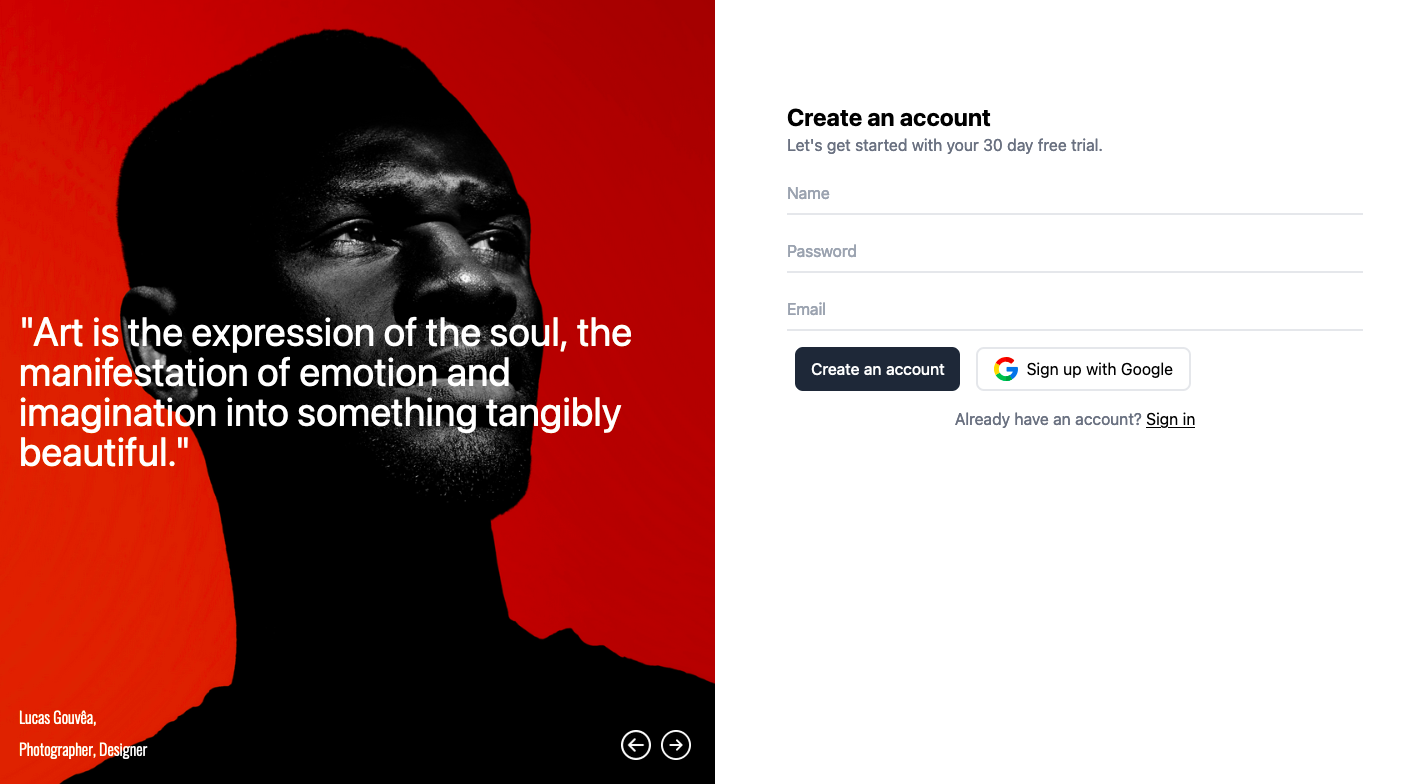 "Art is the expression of the soul, the
manifestation of emotion and
imagination into something tangibly
beautiful."
Lucas Gouvêa,
Photographer, Designer
Create an account
Let's get started with your 30 day free trial.
Name
Password
Email
Create an account
Sign up with Google
Already have an account? Sign in